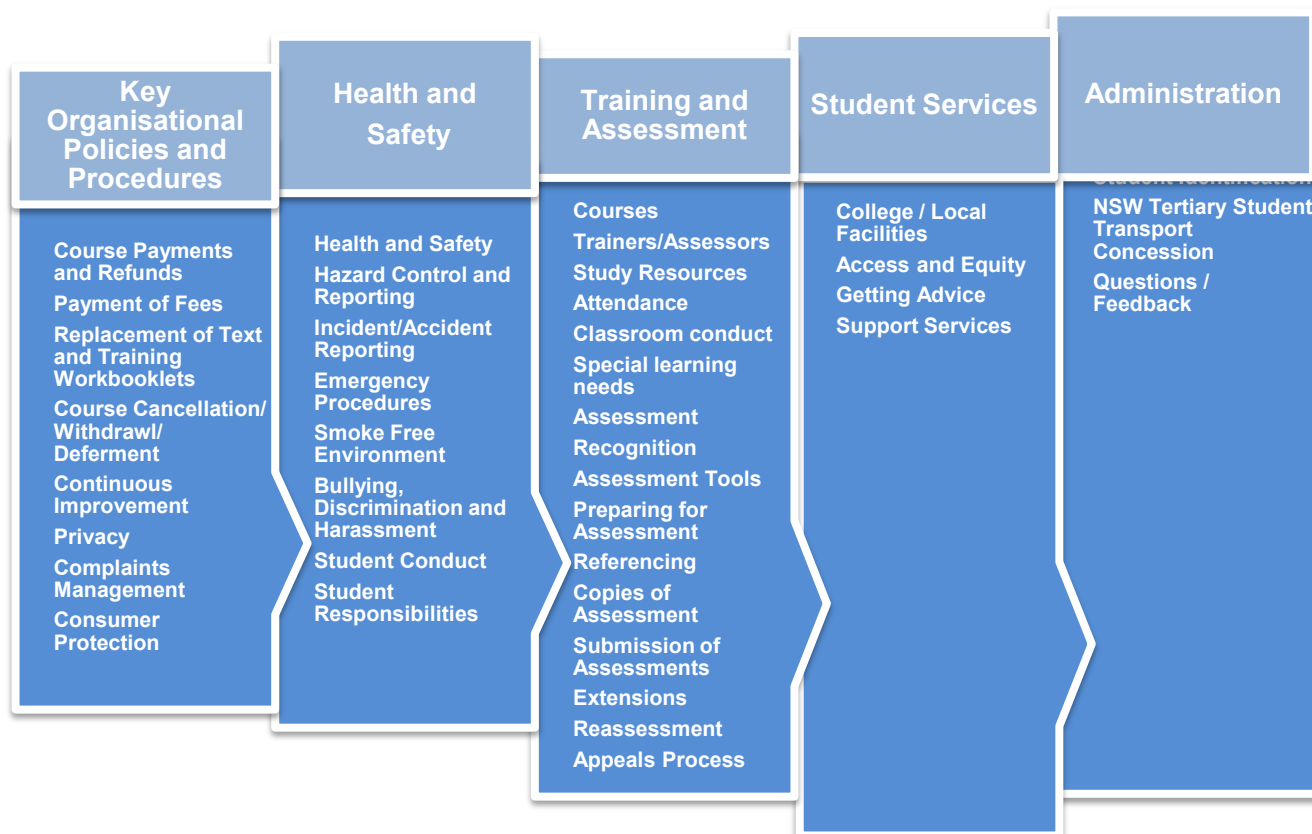 Key
Organisational
Policies and
Procedures
Course Payments
and Refunds
Payment of Fees
Replacement of Text
and Training
Workbooklets
Course Cancellation/
Withdrawl/
Deferment
Continuous
Improvement
Privacy
Complaints
Management
Consumer
Protection
Health and
Safety
Health and Safety
Hazard Control and
Reporting
Incident/Accident
Reporting
Emergency
Procedures
Smoke Free
Environment
Bullying,
Discrimination and
Harassment
Student Conduct
Student
Responsibilities
Training and
Assessment
Courses
Trainers/Assessors
Study Resources
Attendance
Classroom conduct
Special learning
needs
Assessment
Recognition
Assessment Tools
Preparing for
Assessment
Referencing
Copies of
Assessment
Submission of
Assessments
Extensions
Reassessment
Appeals Process
Student Services
College / Local
Facilities
Access and Equity
Getting Advice
Support Services
Administration
Student Identification
NSW Tertiary Student
Transport
Concession
Questions /
Feedback